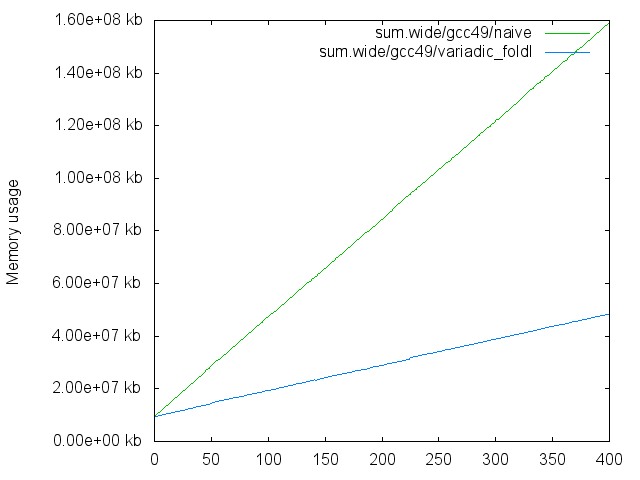 1.60e+08 kb
1.40e+08 kb
1.20e+08 kb
1.00e+08 kb
8.00e+07 kb
6.00e+07 kb
4.00e+07 kb
2.00e+07 kb
0.00e+00 kb
Memory usage
sum.wide/gcc49/naive
sum.wide/gcc49/variadic_foldl
0 50 100 150 200 250 300 350 400